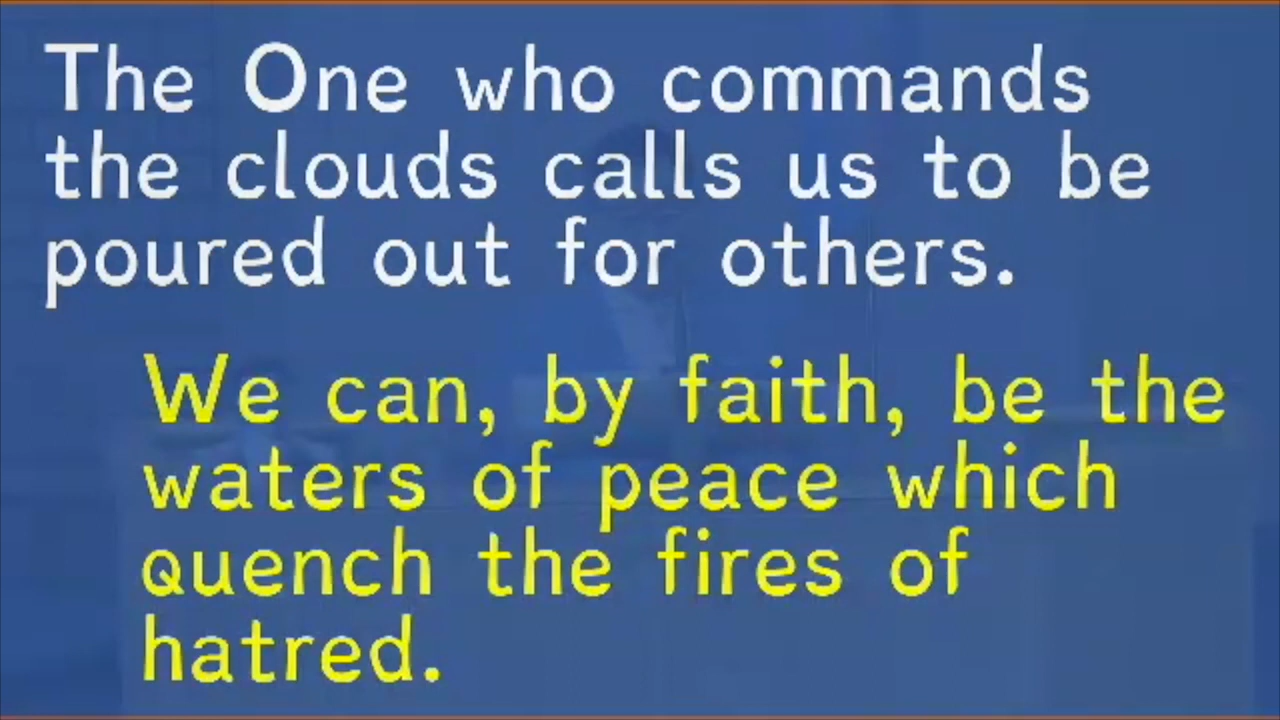 The One who commands
the clouds calls us to be
poured out for others.
We can, by faith, be the
waters of peace which
quench the fires of
hatred.